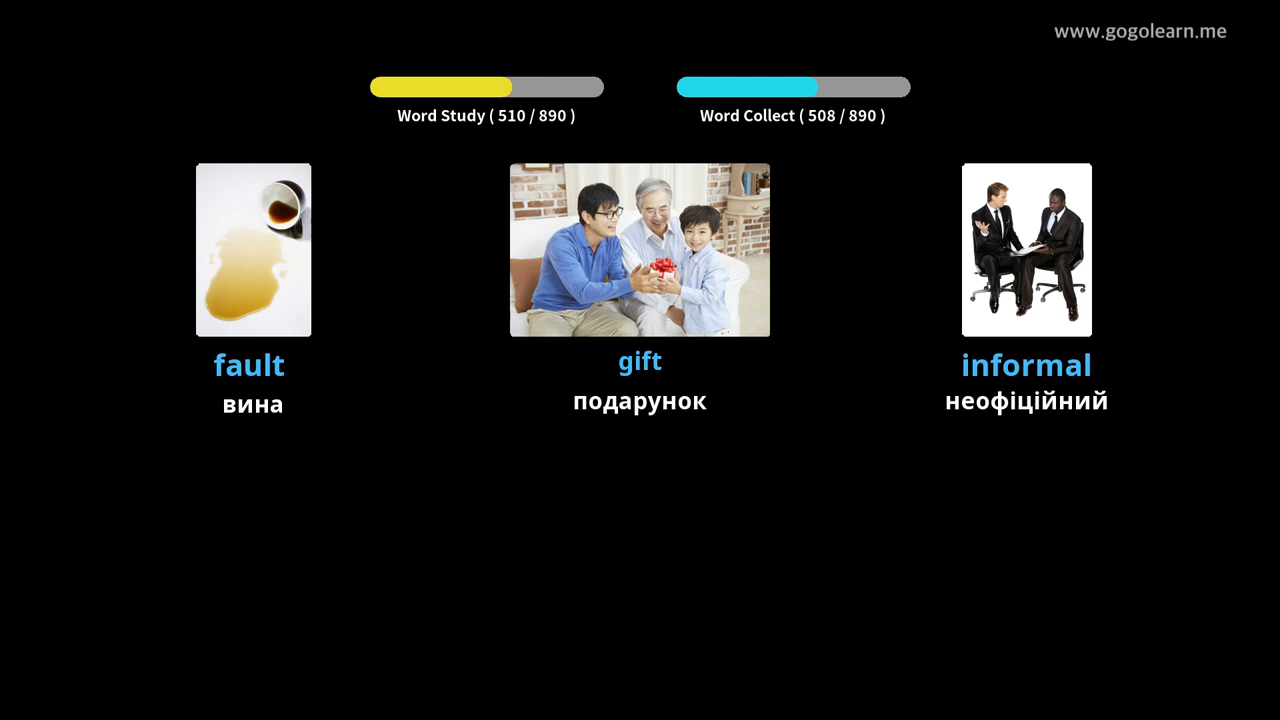 www.gogolearn.me
Word Study ( 510 / 890 )
Word Collect ( 508 / 890 )
fault
вина
gift
подарунок
informal
неофіційний